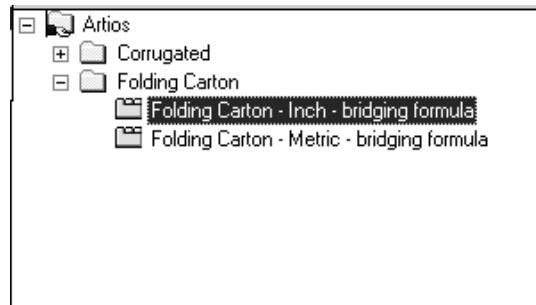 Artios
Corrugated
Folding Carton
Folding Carton - Inch - bridging formula
Folding Carton - Metric - bridging formula